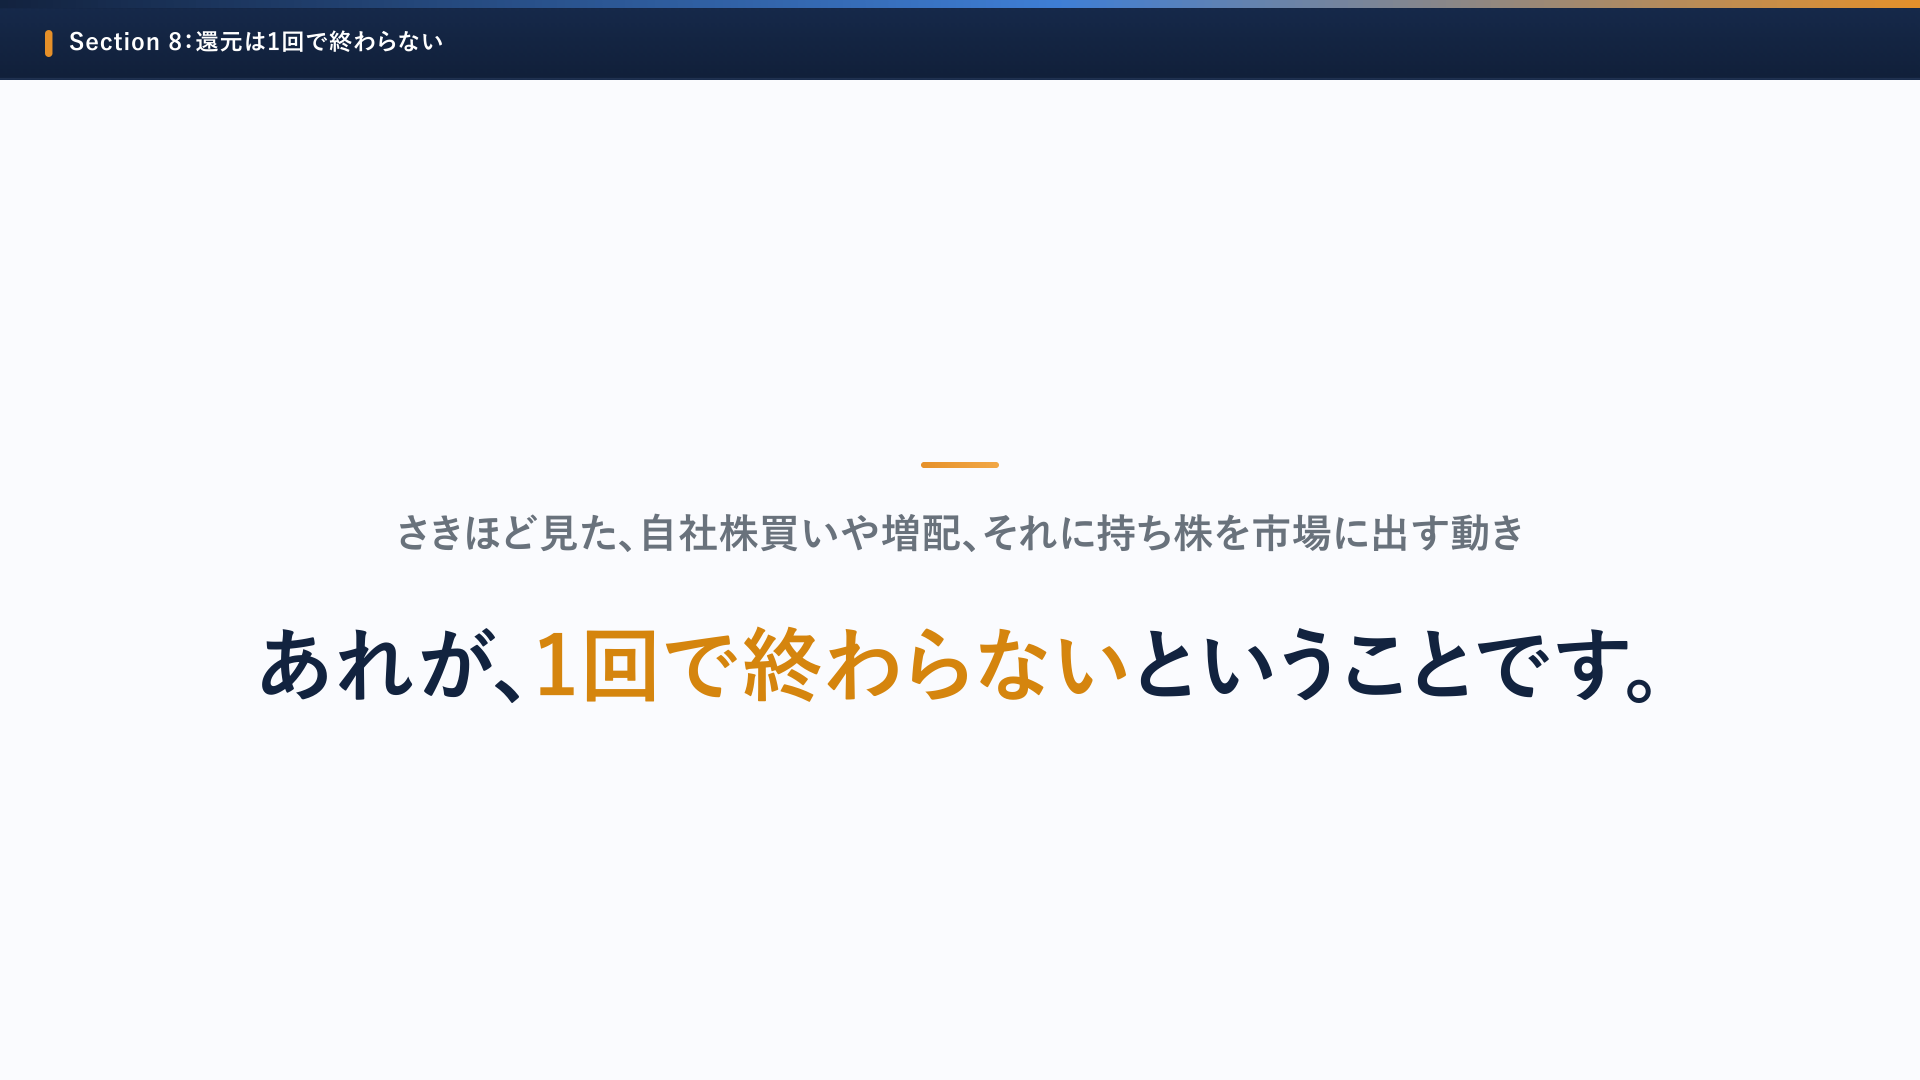 Section 8：還元は1回で終わらない
さきほど見た、自社株買いや増配、それに持ち株を市場に出す動き
あれが、1回で終わらないということです。